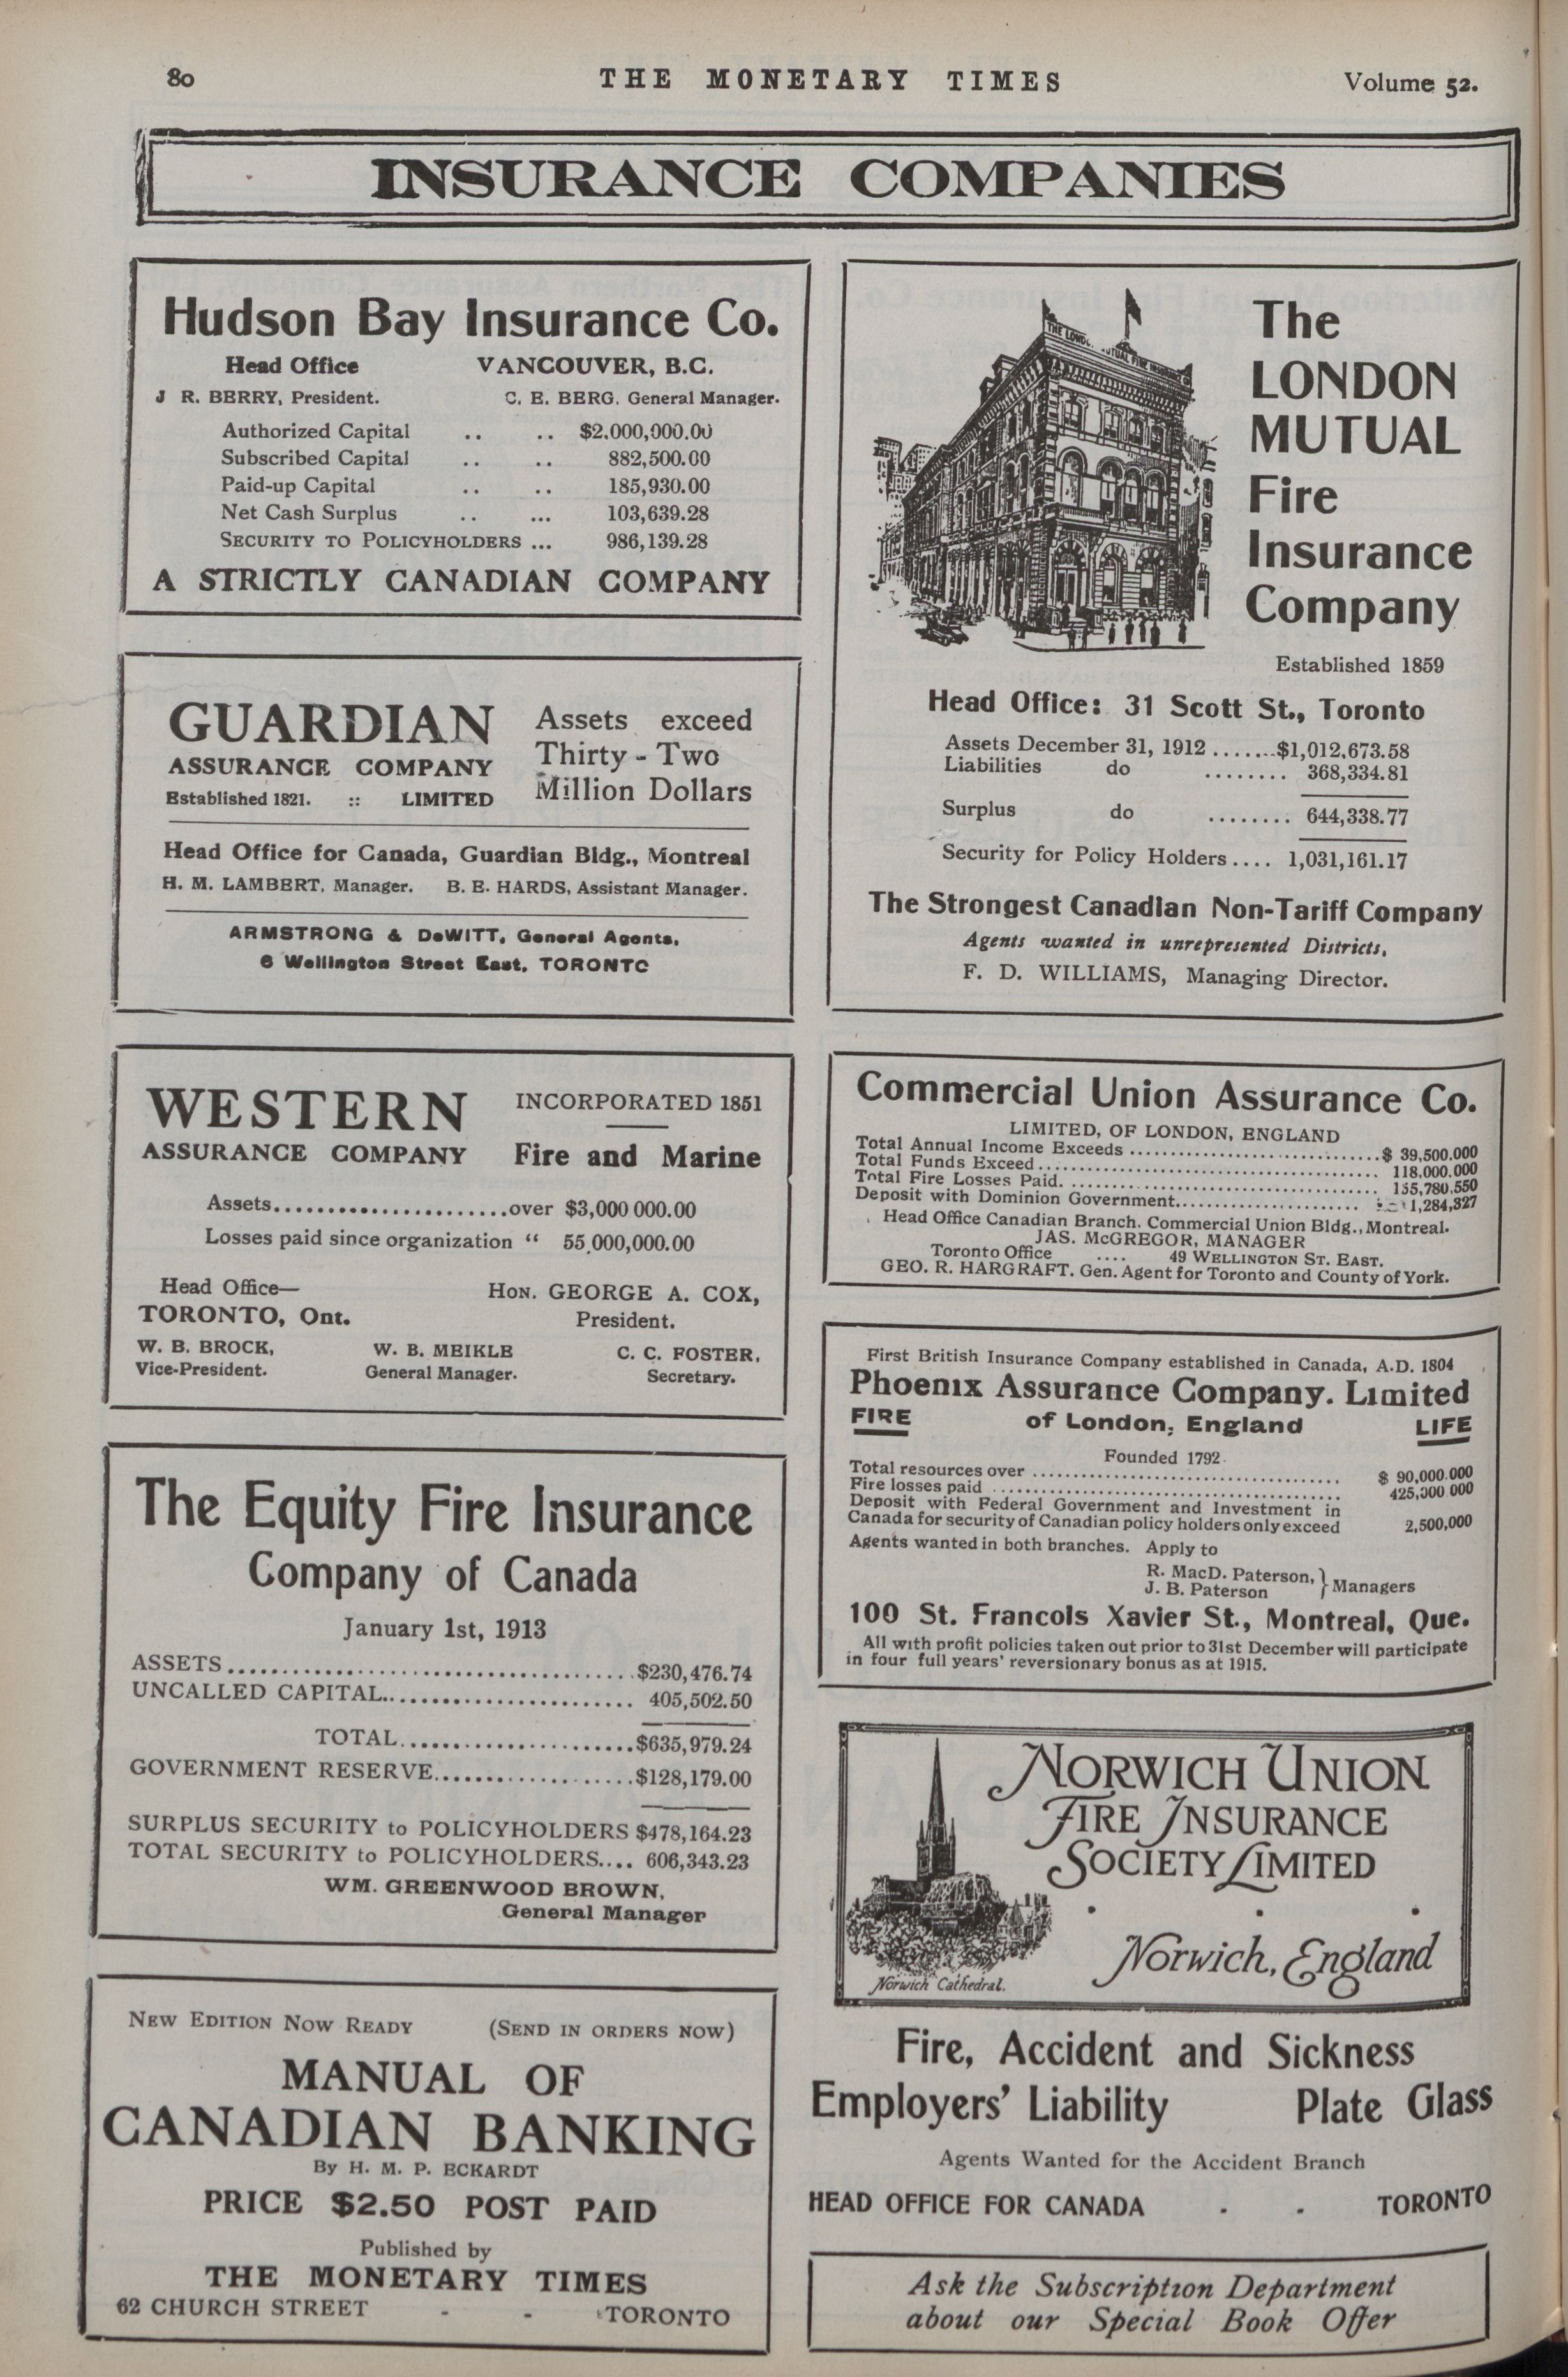 80 THE MONETARY TIMES Volume 52.
INSURANCE COMPANIES
Hudson Bay Insurance Co.
Head Office VANCOUVER, B.C.
J R. BERRY, President. C. E. BERG, General Manager.
Authorized Capital .. .. $2,000,000.00
Subscribed Capital .. .. 882,500.00
Paid-up Capital .. .. 185,930.00
Net Cash Surplus .. ... 103,639.28
SECURITY TO POLICYHOLDERS ... 986,139.28
A STRICTLY CANADIAN COMPANY
GUARDIAN
ASSURANCE COMPANY
Established 1821. :: LIMITED
Assets exceed
Thirty - Two
Million Dollars
Head Office for Canada, Guardian Bldg., Montreal
H. M. LAMBERT, Manager. B. E. HARDS, Assistant Manager.
ARMSTRONG & DeWITT, General Agents,
6 Wellington Street East, TORONTO
WESTERN
ASSURANCE COMPANY
INCORPORATED 1851
Fire and Marine
Assets.......................over $3,000 000.00
Losses paid since organization “ 55,000,000.00
Head Office—
TORONTO, Ont.
HON. GEORGE A. COX,
President.
W. B. BROCK, W. B. MEIKLE C. C. FOSTER,
Vice-President. General Manager. Secretary.
The Equity Fire Insurance
Company of Canada
January 1st, 1913
ASSETS......................................$230,476.74
UNCALLED CAPITAL........................ 405,502.50
TOTAL......................$635,979.24
GOVERNMENT RESERVE...................$128,179.00
SURPLUS SECURITY to POLICYHOLDERS $478,164.23
TOTAL SECURITY to POLICYHOLDERS.... 606,343.23
WM. GREENWOOD BROWN,
General Manager
NEW EDITION NOW READY (SEND IN ORDERS NOW)
MANUAL OF
CANADIAN BANKING
By H. M. P. ECKARDT
PRICE $2.50 POST PAID
Published by
THE MONETARY TIMES
62 CHURCH STREET - - TORONTO
THE LONDON MUTUAL FIRE INSURANCE
The
LONDON
MUTUAL
Fire
Insurance
Company
Established 1859
Head Office: 31 Scott St., Toronto
Assets December 31, 1912 .......$1,012,673.58
Liabilities do ........ 368,334.81
Surplus do ........ 644,338.77
Security for Policy Holders.... 1,031,161.17
The Strongest Canadian Non-Tariff Company
Agents wanted in unrepresented Districts,
F. D. WILLIAMS, Managing Director.
Commercial Union Assurance Co.
LIMITED, OF LONDON, ENGLAND
Total Annual Income Exceeds ..............................$ 39,500.000
Total Funds Exceed........................................ 118,000.000
Total Fire Losses Paid. .................................... 155,780,550
Deposit with Dominion Government....................... 1,284,327
Head Office Canadian Branch, Commercial Union Bldg., Montreal.
JAS. McGREGOR, MANAGER
Toronto Office .... 49 WELLINGTON ST. EAST.
GEO. R. HARGRAFT, Gen. Agent for Toronto and County of York.
First British Insurance Company established in Canada, A.D. 1804
Phoenix Assurance Company. Limited
FIRE of London, England LIFE
Founded 1792
Total resources over ...................................... $ 90,000.000
Fire losses paid .......................................... 425,000 000
Deposit with Federal Government and Investment in
Canada for security of Canadian policy holders only exceed 2,500,000
Agents wanted in both branches. Apply to
R. MacD. Paterson,
J. B. Paterson } Managers
100 St. Francois Xavier St., Montreal, Que.
All with profit policies taken out prior to 31st December will participate
in four full years' reversionary bonus as at 1915.
NORWICH UNION
FIRE INSURANCE
SOCIETY LIMITED
Norwich, England
Norwich Cathedral.
Fire, Accident and Sickness
Employers' Liability Plate Glass
Agents Wanted for the Accident Branch
HEAD OFFICE FOR CANADA - - TORONTO
Ask the Subscription Department
about our Special Book Offer